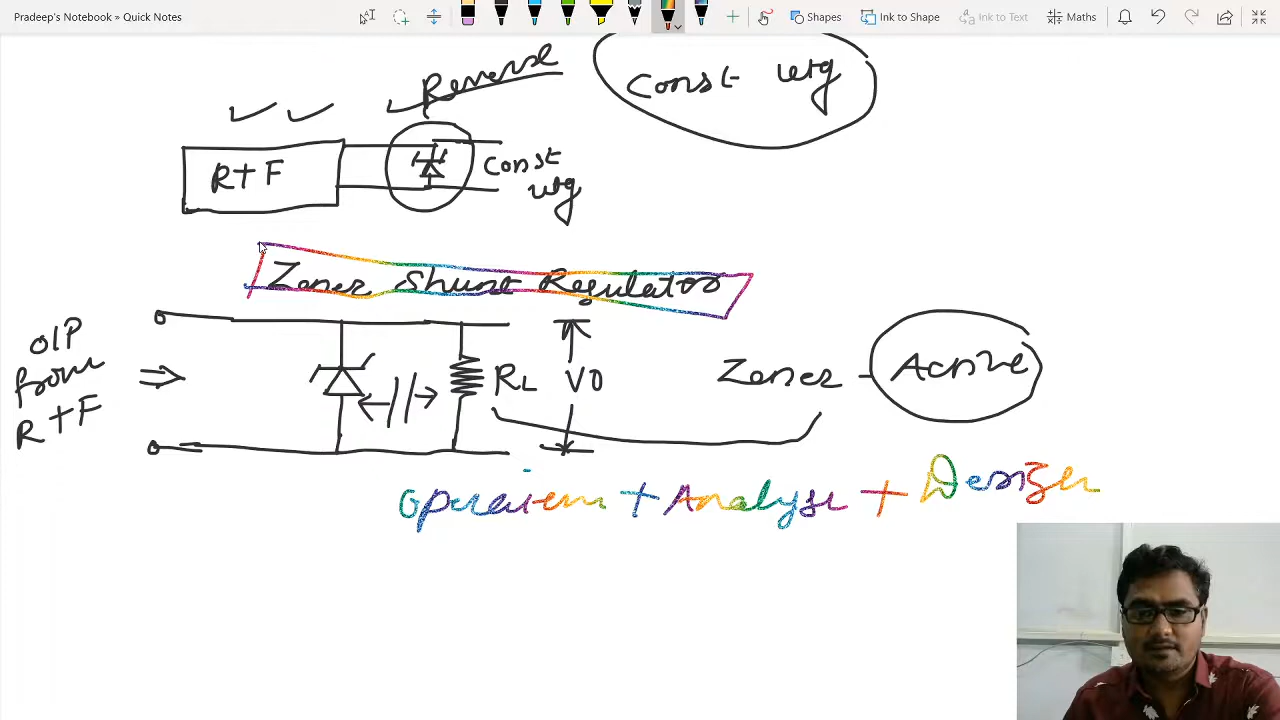 Pradeep's Notebook » Quick Notes
Shapes
Ink to Shape
Ink to Text
Maths
Reverse
Const vtg
R+F
Const
vtg
Zener Shunt Regulator
O/P
from
R+F
RL
VO
Zener - Active
Operation + Analyse + Design